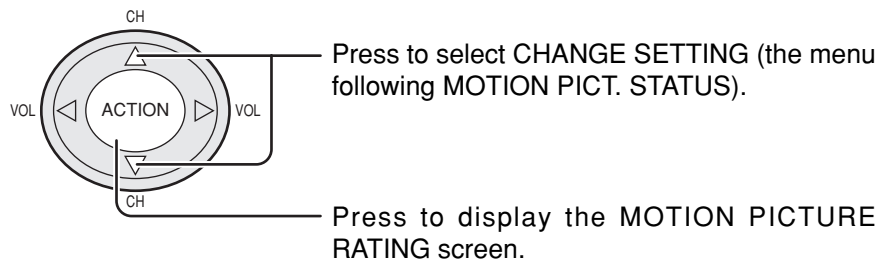 CH
Press to select CHANGE SETTING (the menu
following MOTION PICT. STATUS).
VOL
ACTION
VOL
CH
Press to display the MOTION PICTURE
RATING screen.